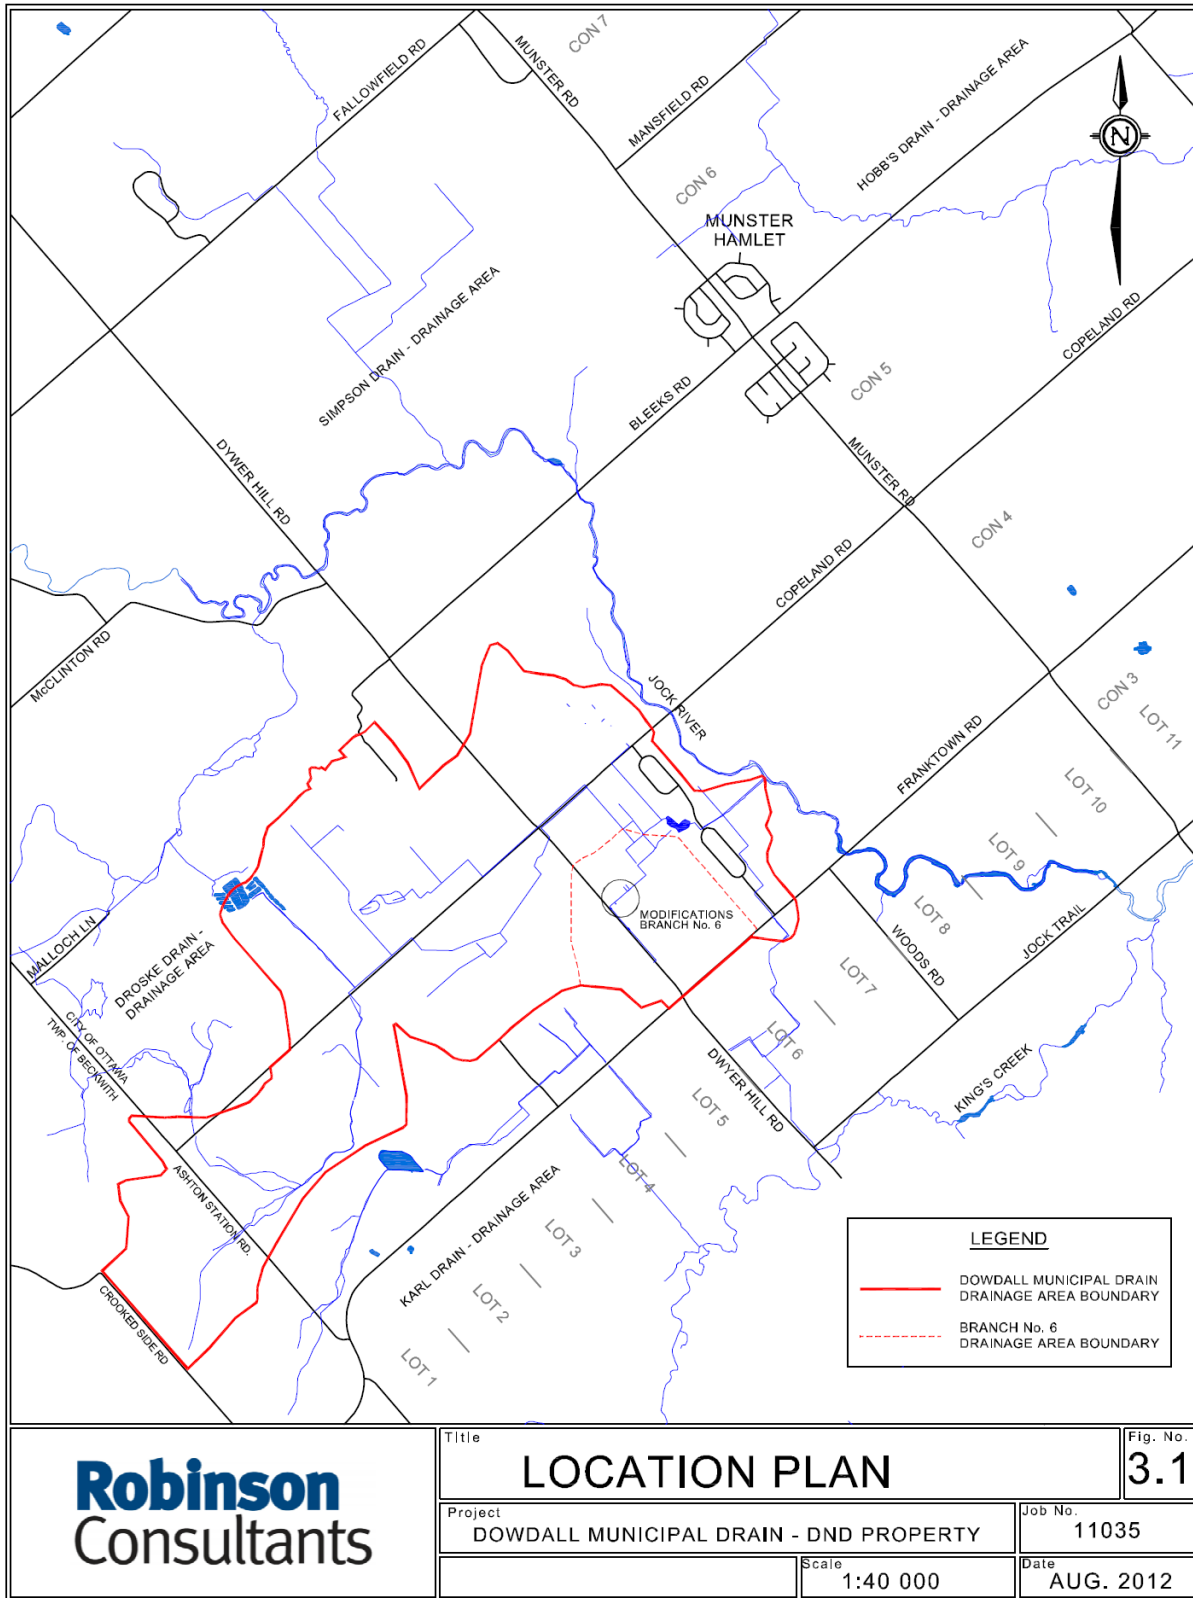 CON 7
FALLOWFIELD RD
MUNSTER RD
MANSFIELD RD
HOBB'S DRAIN - DRAINAGE AREA
N
CON 6
MUNSTER
HAMLET
SIMPSON DRAIN - DRAINAGE AREA
COPELAND RD
BLEEKS RD
CON 5
DYWER HILL RD
MUNSTER RD
CON 4
COPELAND RD
McCLINTON RD
JOCK RIVER
CON 3
LOT 11
FRANKTOWN RD
LOT 10
LOT 9
LOT 8
MODIFICATIONS
BRANCH No. 6
WOODS RD
JOCK TRAIL
MALLOCH LN
DROSKE DRAIN -
DRAINAGE AREA
LOT 7
CITY OF OTTAWA
TWP. OF BECKWITH
LOT 6
DWYER HILL RD
KING'S CREEK
LOT 5
LOT 4
ASHTON STATION RD.
KARL DRAIN - DRAINAGE AREA
LOT 3
LOT 2
LOT 1
CROOKED SIDE RD
LEGEND
DOWDALL MUNICIPAL DRAIN
DRAINAGE AREA BOUNDARY
BRANCH No. 6
DRAINAGE AREA BOUNDARY
Robinson
Consultants
Title
LOCATION PLAN
Fig. No.
3.1
Project
DOWDALL MUNICIPAL DRAIN - DND PROPERTY
Job No.
11035
Scale
1:40 000
Date
AUG. 2012